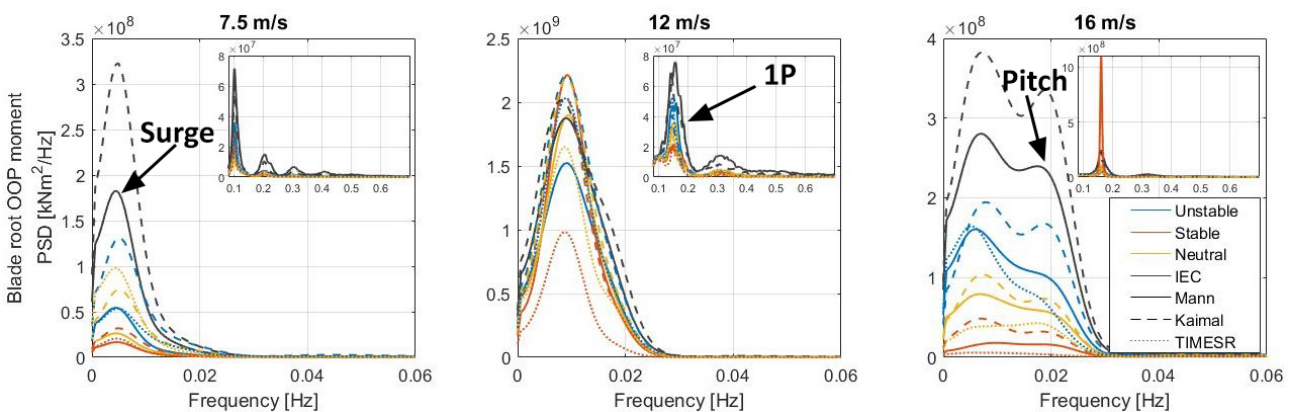 7.5 m/s
×10^8
3.5
3
2.5
2
1.5
1
0.5
0
0 0.02 0.04 0.06
Frequency [Hz]
Blade root OOP moment
PSD [kNm^2/Hz]
Surge
×10^7
8
6
4
2
0
0.1 0.2 0.3 0.4 0.5 0.6
12 m/s
×10^9
2.5
2
1.5
1
0.5
0
0 0.02 0.04 0.06
Frequency [Hz]
1P
×10^7
8
6
4
2
0
0.1 0.2 0.3 0.4 0.5 0.6
16 m/s
×10^8
4
3
2
1
0
0 0.02 0.04 0.06
Frequency [Hz]
Pitch
×10^8
10
5
0
0.1 0.2 0.3 0.4 0.5 0.6
Unstable
Stable
Neutral
IEC
Mann
Kaimal
TIMESR